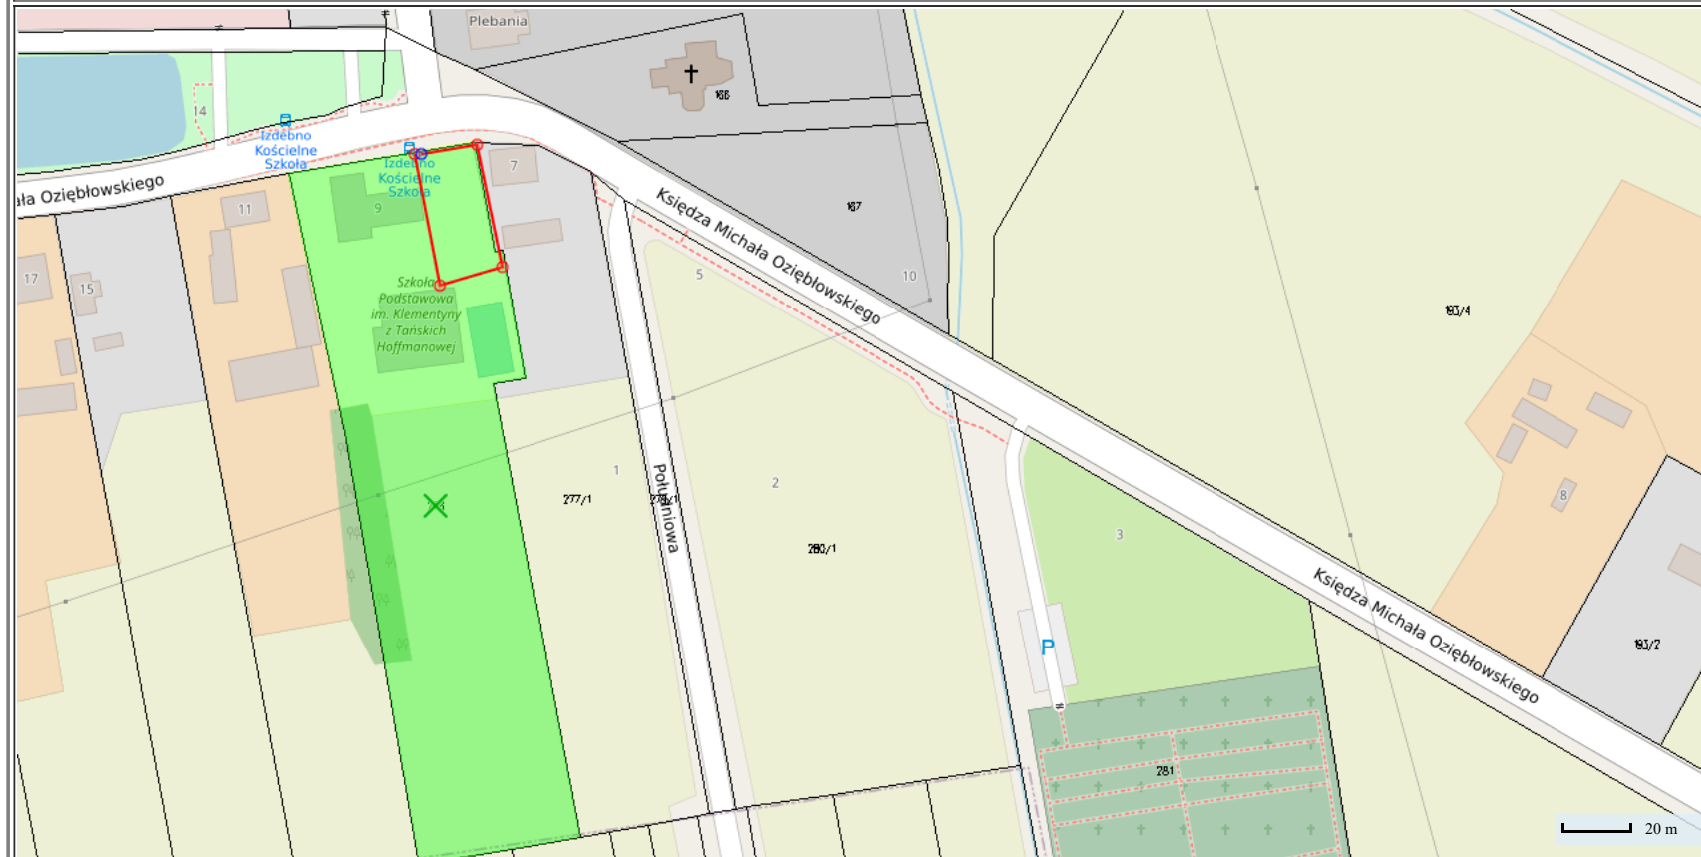 Plebania
166
14
Izdebno
Kościelne
Szkoła
Izdebno
Kościelne
Szkoła
7
ała Oziębłowskiego
11
9
167
Księdza Michała Oziębłowskiego
17
15
5
10
Szkoła
Podstawowa
im. Klementyny
z Tańskich
Hoffmanowej
193/4
1
277/1
Południowa
2
280/1
3
8
Księdza Michała Oziębłowskiego
193/2
P
281
20 m